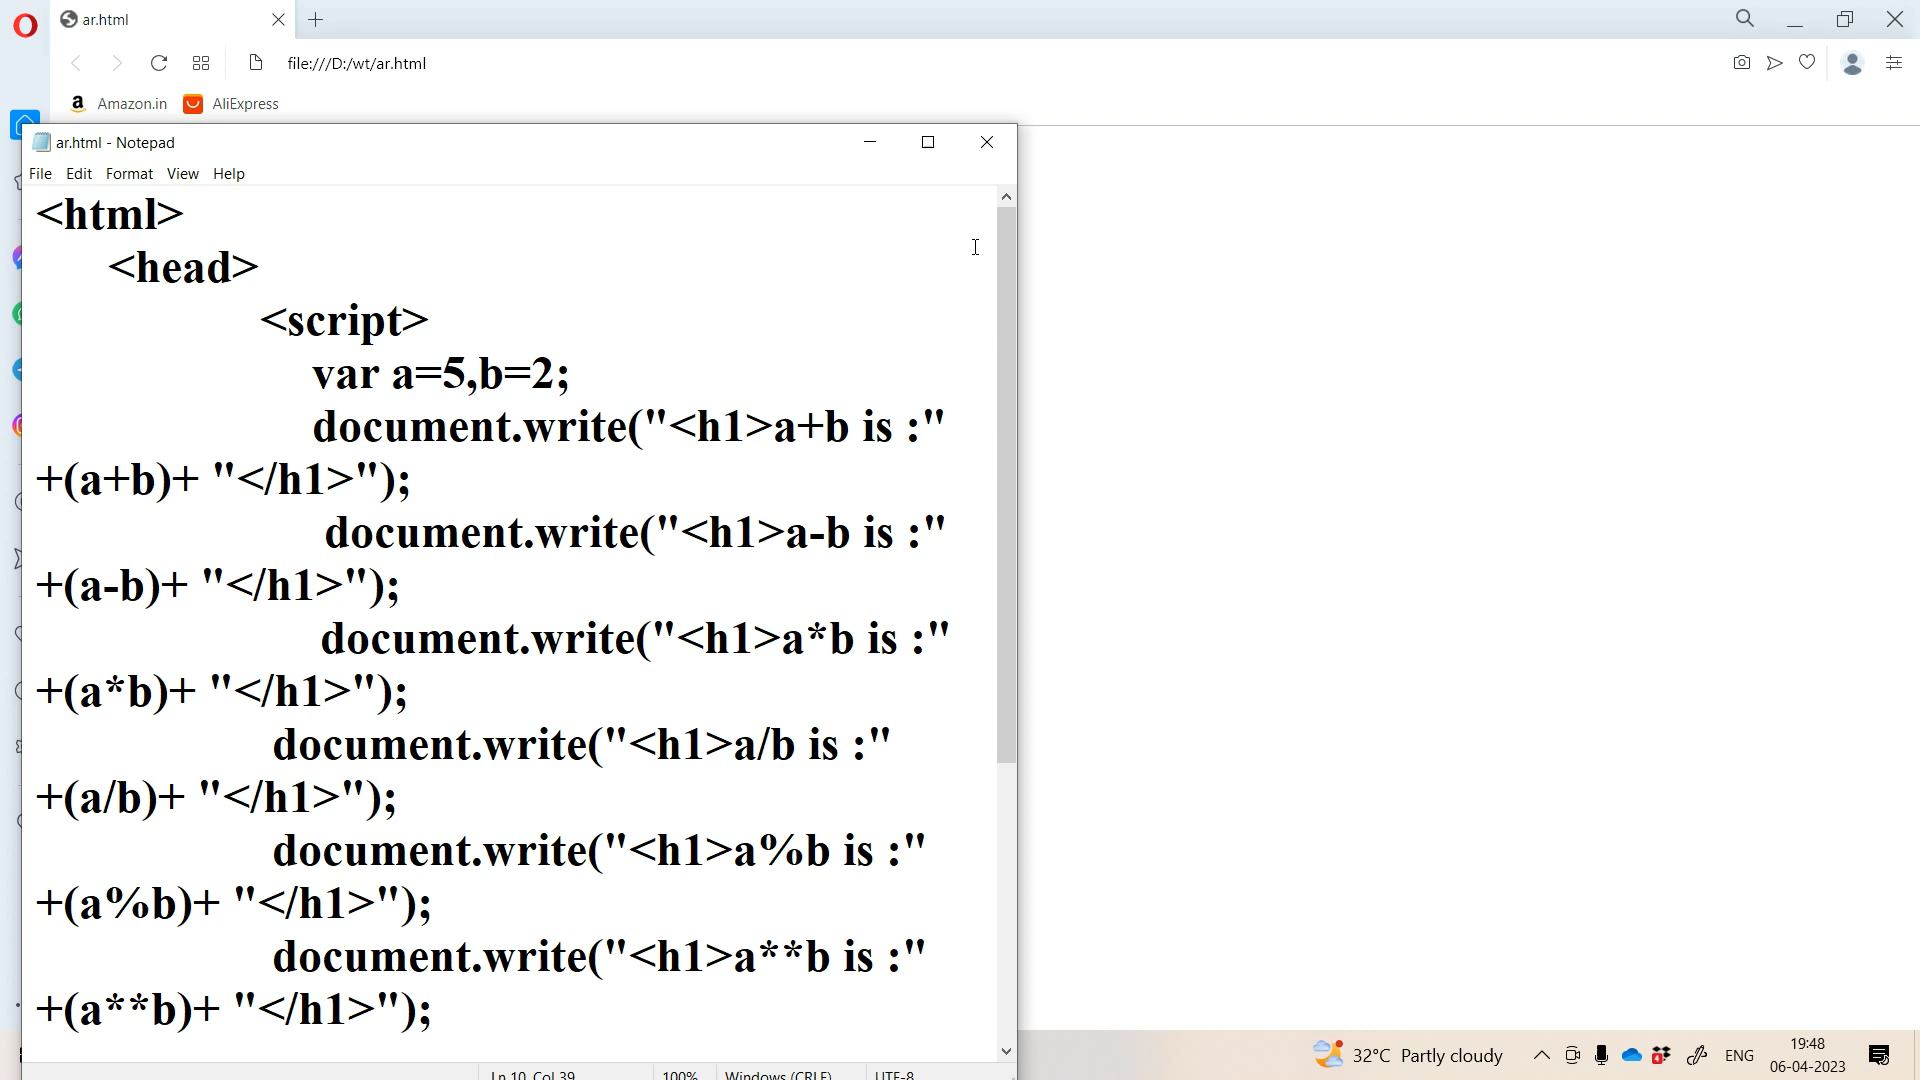 ar.html
file:///D:/wt/ar.html
a Amazon.in AliExpress
ar.html - Notepad
File Edit Format View Help
<html>
<head>
<script>
var a=5,b=2;
document.write("<h1>a+b is :"
+(a+b)+ "</h1>");
document.write("<h1>a-b is :"
+(a-b)+ "</h1>");
document.write("<h1>a*b is :"
+(a*b)+ "</h1>");
document.write("<h1>a/b is :"
+(a/b)+ "</h1>");
document.write("<h1>a%b is :"
+(a%b)+ "</h1>");
document.write("<h1>a**b is :"
+(a**b)+ "</h1>");
Ln 10, Col 39 100% Windows (CRLF) UTF-8
32°C Partly cloudy ENG 19:48
06-04-2023